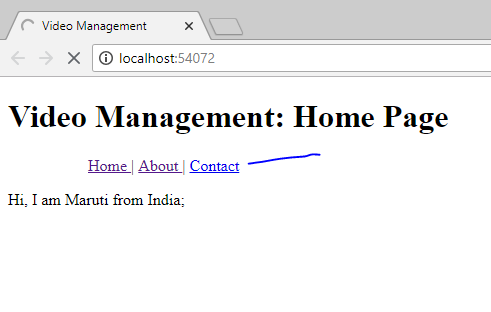 Video Management
localhost:54072
Video Management: Home Page
Home | About | Contact
Hi, I am Maruti from India;